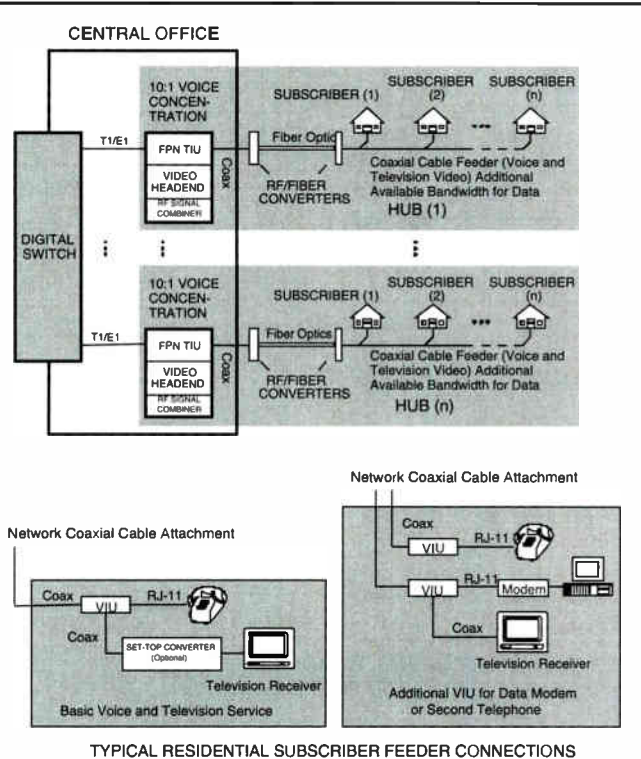 CENTRAL OFFICE
10:1 VOICE
CONCEN-
TRATION
SUBSCRIBER (1)
SUBSCRIBER
(2)
SUBSCRIBER
(n)
T1/E1
FPN TIU
VIDEO
HEADEND
RF SIGNAL
COMBINER
Coax
Fiber Optic
RF/FIBER
CONVERTERS
Coaxial Cable Feeder (Voice and
Television Video) Additional
Available Bandwidth for Data
HUB (1)
DIGITAL
SWITCH
10:1 VOICE
CONCEN-
TRATION
SUBSCRIBER (1)
SUBSCRIBER
(2)
SUBSCRIBER
(n)
T1/E1
FPN TIU
VIDEO
HEADEND
RF SIGNAL
COMBINER
Coax
Fiber Optics
RF/FIBER
CONVERTERS
Coaxial Cable Feeder (Voice and
Television Video) Additional
Available Bandwidth for Data
HUB (n)
Network Coaxial Cable Attachment
Coax
VIU
RJ-11
Coax
SET-TOP CONVERTER
(Optional)
Television Receiver
Basic Voice and Television Service
Network Coaxial Cable Attachment
Coax
VIU
RJ-11
VIU
RJ-11
Modem
Coax
Television Receiver
Additional VIU for Data Modem
or Second Telephone
TYPICAL RESIDENTIAL SUBSCRIBER FEEDER CONNECTIONS